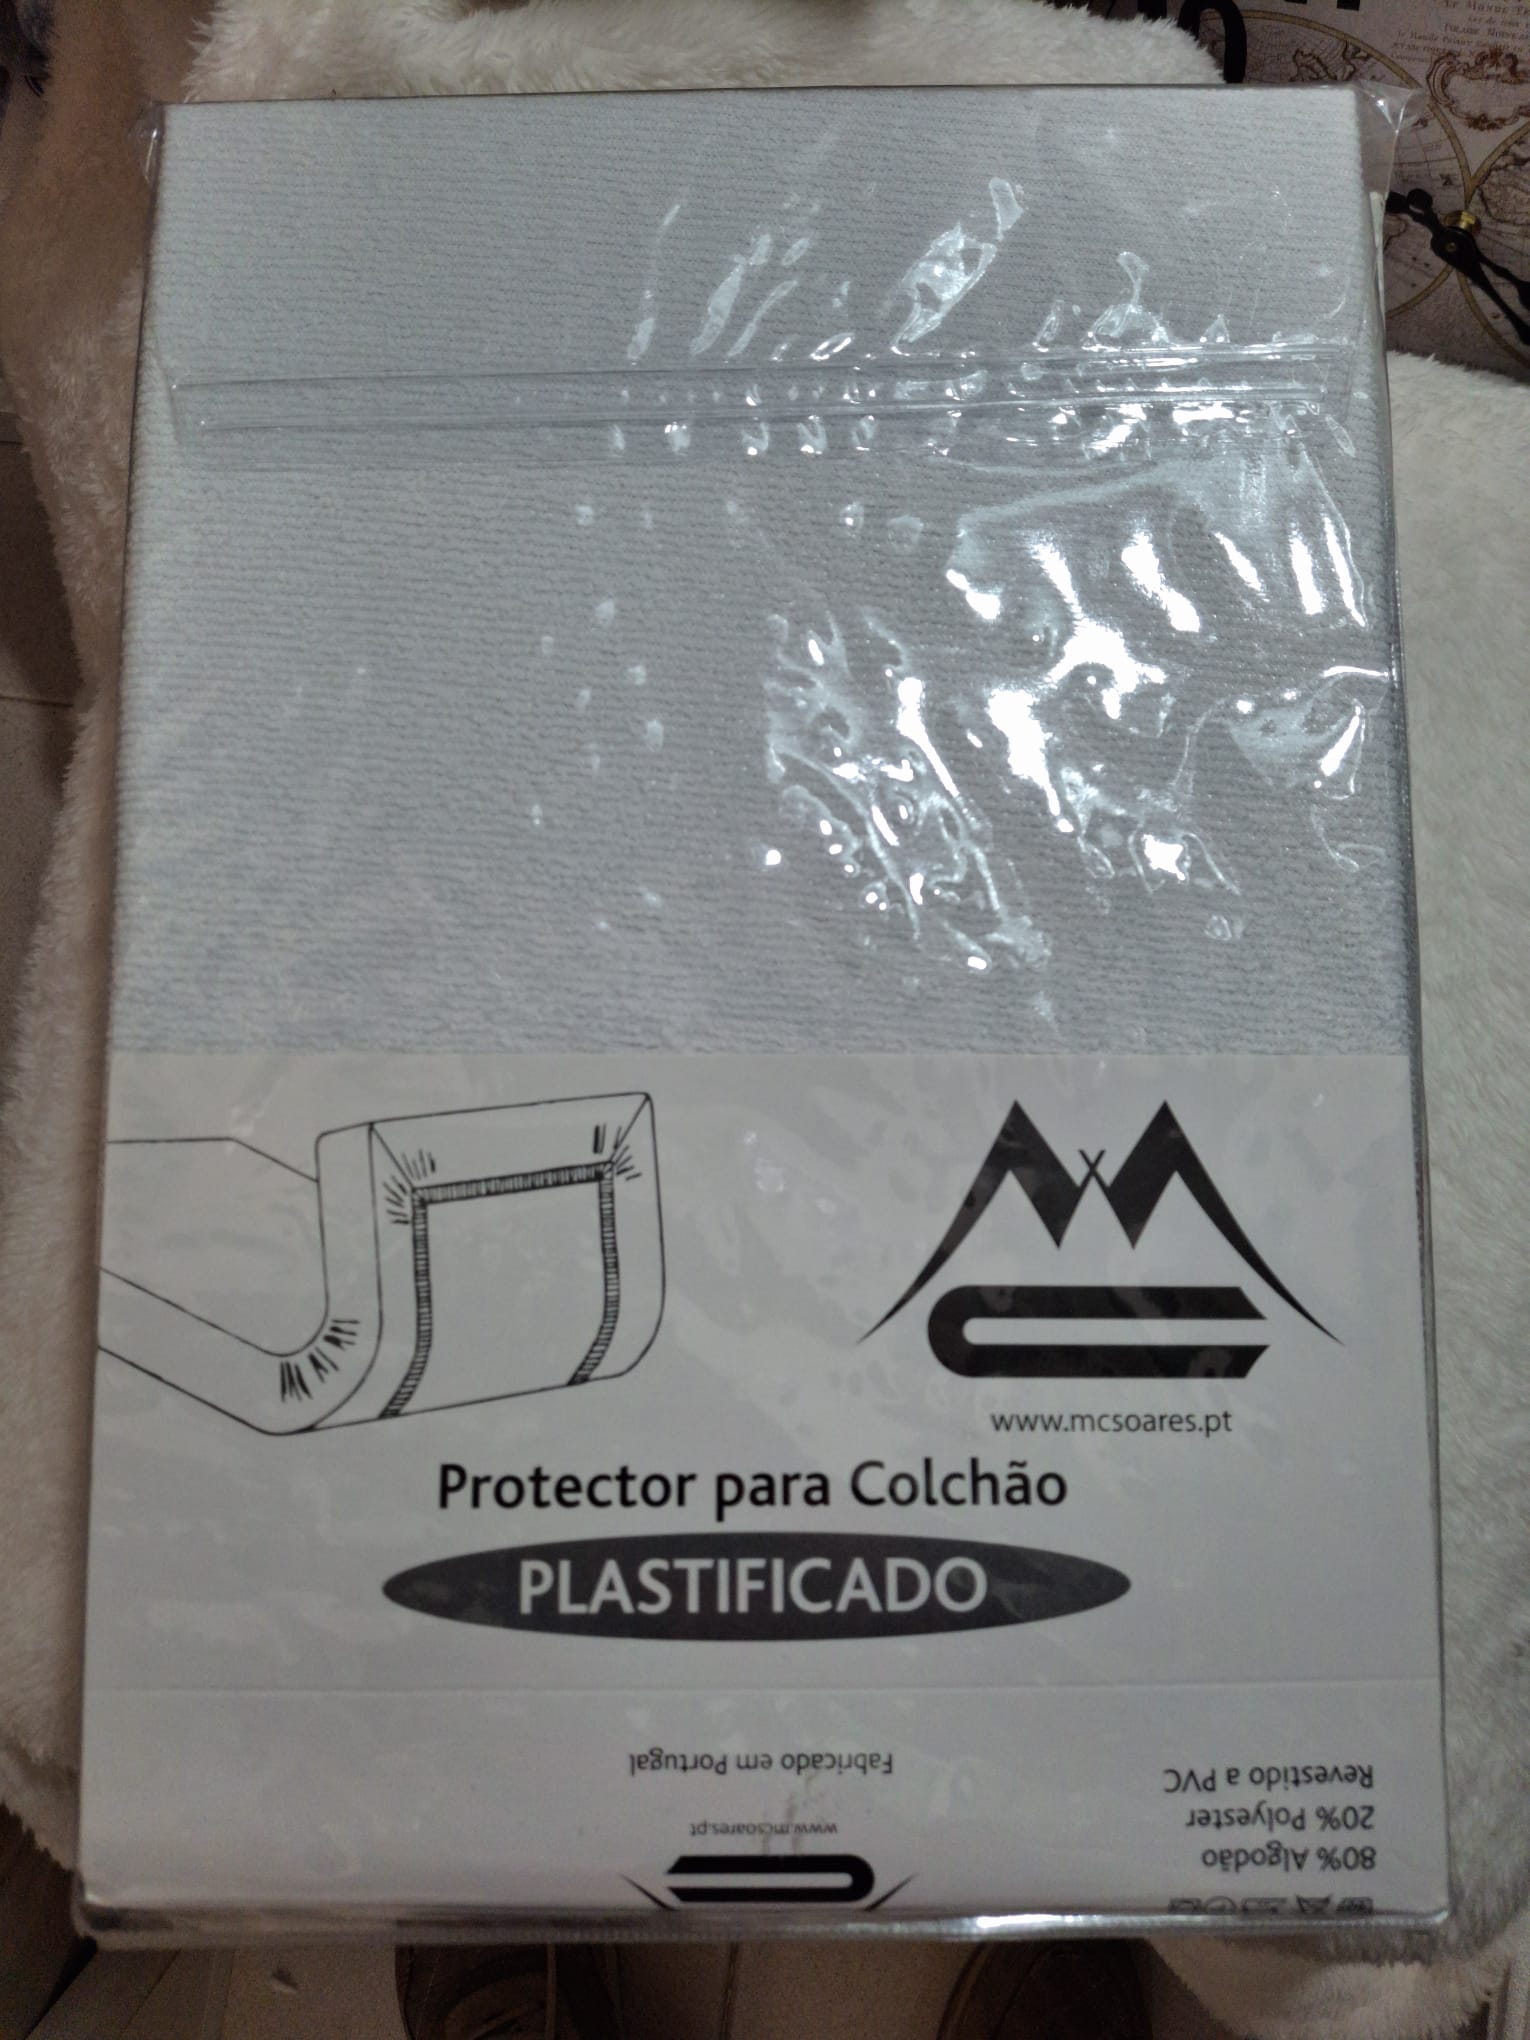 www.mcsoares.pt
Protector para Colchão
PLASTIFICADO
Fabricado em Portugal
www.mcsoares.pt
80% Algodão
20% Polyester
Revestido a PVC